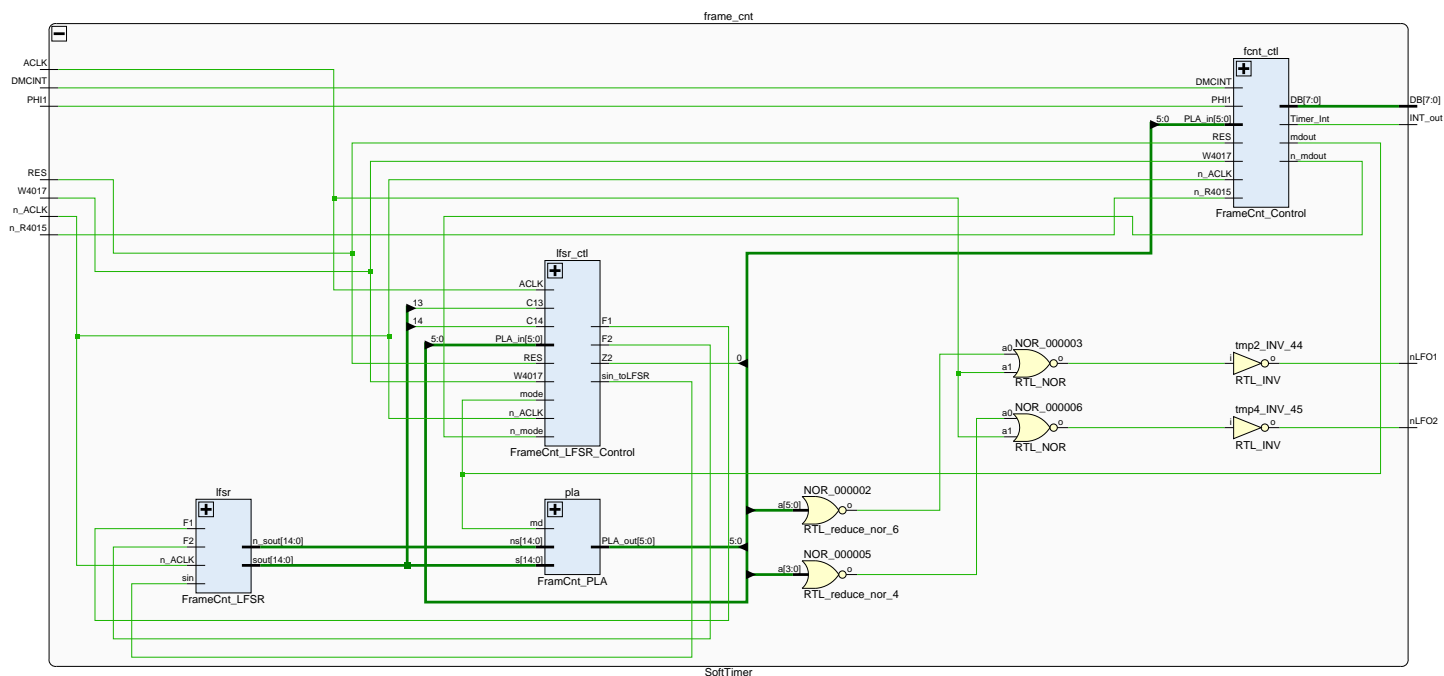 frame_cnt
ACLK
DMCINT
PHI1
RES
W4017
n_ACLK
n_R4015
fcnt_ctl
DMCINT
PHI1
5:0 PLA_in[5:0]
RES
W4017
n_ACLK
n_R4015
DB[7:0]
Timer_Int
mdout
n_mdout
FrameCnt_Control
DB[7:0]
INT_out
lfsr_ctl
ACLK
13 C13
14 C14
5:0 PLA_in[5:0]
RES
W4017
mode
n_ACLK
n_mode
F1
F2
Z2 0
sin_toLFSR
FrameCnt_LFSR_Control
NOR_000003
a0
a1
o
RTL_NOR
tmp2_INV_44
i o
RTL_INV
nLFO1
NOR_000006
a0
a1
o
RTL_NOR
tmp4_INV_45
i o
RTL_INV
nLFO2
lfsr
F1
F2
n_ACLK
sin
n_sout[14:0]
sout[14:0]
FrameCnt_LFSR
pla
md
ns[14:0]
s[14:0]
PLA_out[5:0] 5:0
FramCnt_PLA
NOR_000002
a[5:0] o
RTL_reduce_nor_6
NOR_000005
a[3:0] o
RTL_reduce_nor_4
SoftTimer